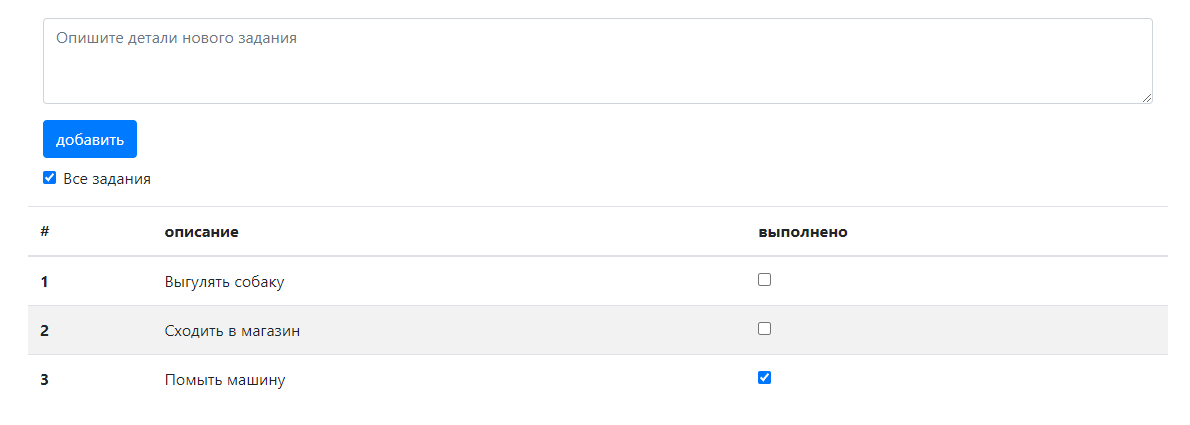 Опишите детали нового задания
добавить
Все задания
# описание выполнено
1 Выгулять собаку
2 Сходить в магазин
3 Помыть машину